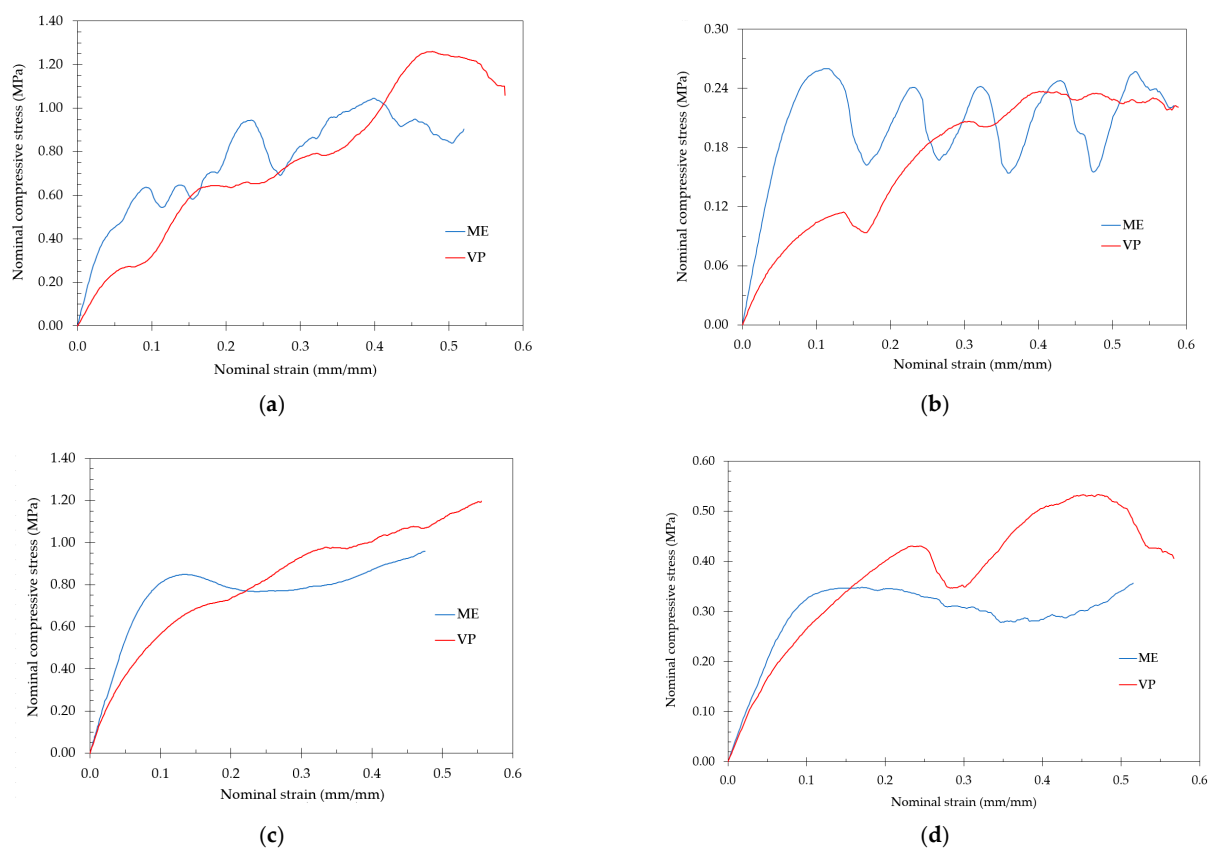 1.40
1.20
1.00
0.80
0.60
0.40
0.20
0.00
Nominal compressive stress (MPa)
ME
VP
0.0 0.1 0.2 0.3 0.4 0.5 0.6
Nominal strain (mm/mm)
(a)
0.30
0.24
0.18
0.12
0.06
0.00
Nominal compressive stress (MPa)
ME
VP
0.0 0.1 0.2 0.3 0.4 0.5 0.6
Nominal strain (mm/mm)
(b)
1.40
1.20
1.00
0.80
0.60
0.40
0.20
0.00
Nominal compressive stress (MPa)
ME
VP
0.0 0.1 0.2 0.3 0.4 0.5 0.6
Nominal strain (mm/mm)
(c)
0.60
0.50
0.40
0.30
0.20
0.10
0.00
Nominal compressive stress (MPa)
ME
VP
0.0 0.1 0.2 0.3 0.4 0.5 0.6
Nominal strain (mm/mm)
(d)